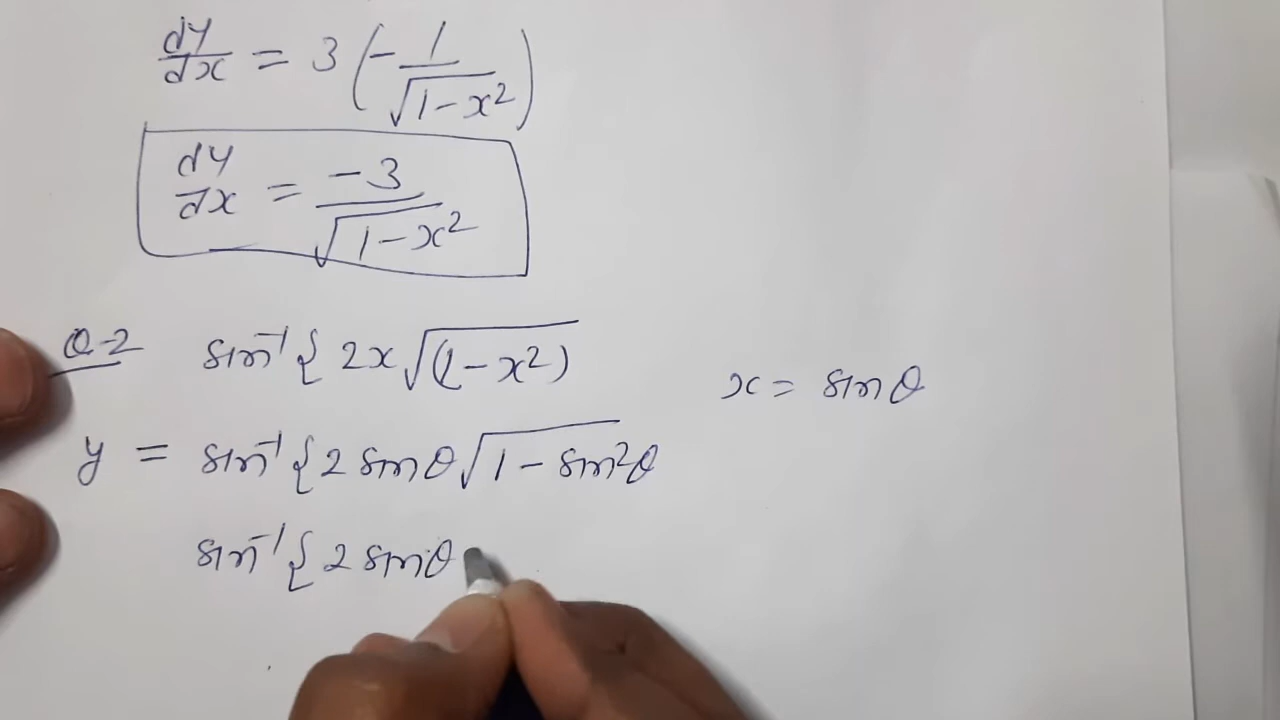 dy/dx = 3 (- 1/√1-x²)
dy/dx = -3/√1-x²
Q-2 sin⁻¹ { 2x √(1-x²)
x = sinθ
y = sin⁻¹ { 2 sinθ √1 - sin²θ
sin⁻¹ { 2 sinθ